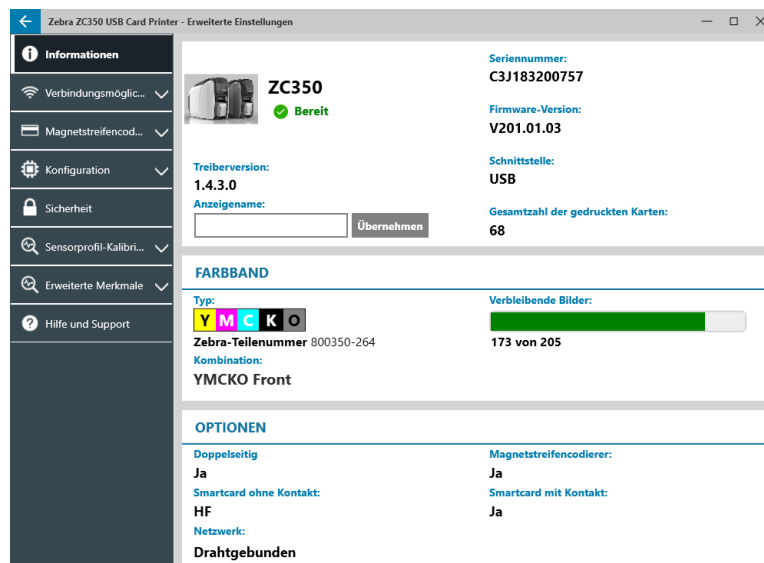 Zebra ZC350 USB Card Printer - Erweiterte Einstellungen
Informationen
Verbindungsmöglic...
Magnetstreifencod...
Konfiguration
Sicherheit
Sensorprofil-Kalibri...
Erweiterte Merkmale
Hilfe und Support
ZC350
Bereit
Treiberversion:
1.4.3.0
Anzeigename:
Übernehmen
Seriennummer:
C3J183200757
Firmware-Version:
V201.01.03
Schnittstelle:
USB
Gesamtzahl der gedruckten Karten:
68
FARBBAND
Typ:
Y M C K O
Zebra-Teilenummer 800350-264
Kombination:
YMCKO Front
Verbleibende Bilder:
173 von 205
OPTIONEN
Doppelseitig
Ja
Magnetstreifencodierer:
Ja
Smartcard ohne Kontakt:
HF
Smartcard mit Kontakt:
Ja
Netzwerk:
Drahtgebunden